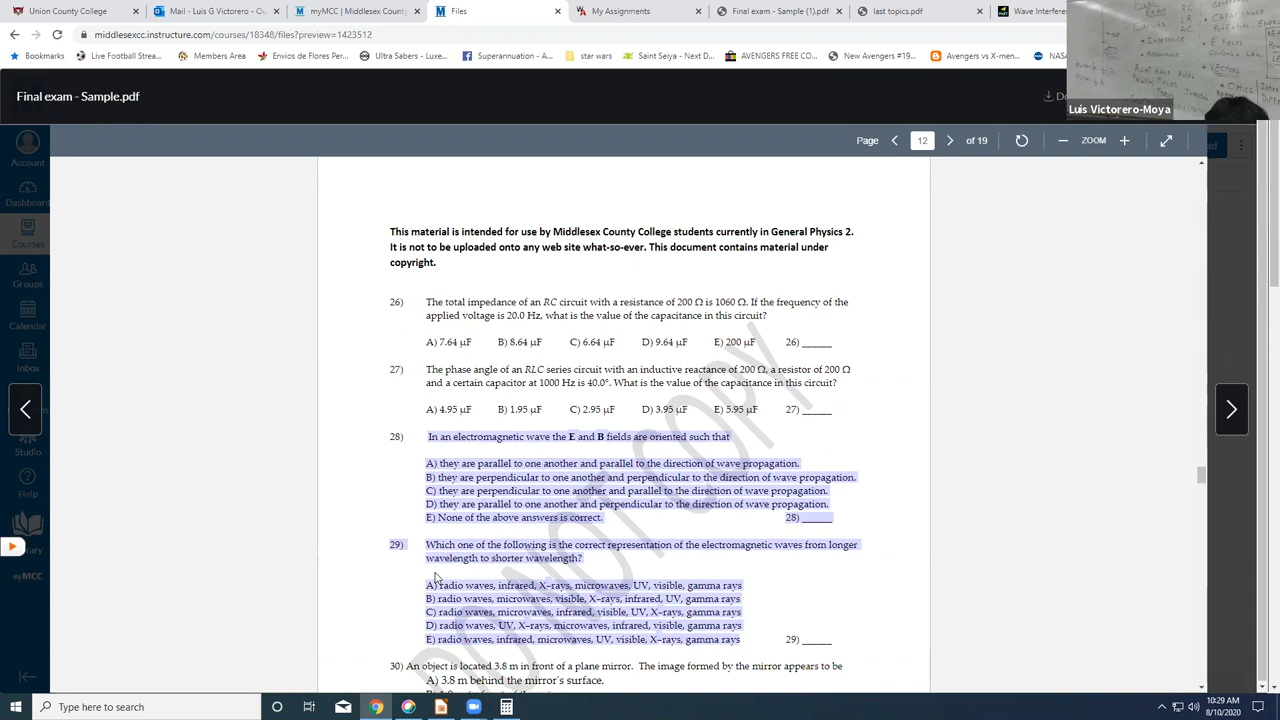 Union County College
Mail - Luis G Victorero - Outlo
myMCC | Middlesex County
Files
My Assignments
Final exam - Sample (1).pdf
Last topics.pdf
Wave Interfere
middlesexcc.instructure.com/courses/18348/files?preview=1423512
Bookmarks
Live Football Strea...
Members Area
Envios de Flores Per...
Ultra Sabers - Luxe...
Superannuation - A...
star wars
Saint Seiya - Next D...
AVENGERS FREE CO...
New Avengers #19...
Avengers vs X-men...
NAS
Final exam - Sample.pdf
Luis Victorero-Moya
Page
12
of 19
ZOOM
Account
Dashboard
Courses
Groups
Calendar
Inbox
Studio
Help
myMCC
This material is intended for use by Middlesex County College students currently in General Physics 2.
It is not to be uploaded onto any web site what-so-ever. This document contains material under
copyright.
26) The total impedance of an RC circuit with a resistance of 200 Ω is 1060 Ω. If the frequency of the
applied voltage is 20.0 Hz, what is the value of the capacitance in this circuit?
A) 7.64 μF B) 8.64 μF C) 6.64 μF D) 9.64 μF E) 200 μF 26) ______
27) The phase angle of an RLC series circuit with an inductive reactance of 200 Ω, a resistor of 200 Ω
and a certain capacitor at 1000 Hz is 40.0°. What is the value of the capacitance in this circuit?
A) 4.95 μF B) 1.95 μF C) 2.95 μF D) 3.95 μF E) 5.95 μF 27) ______
28) In an electromagnetic wave the E and B fields are oriented such that
A) they are parallel to one another and parallel to the direction of wave propagation.
B) they are perpendicular to one another and perpendicular to the direction of wave propagation.
C) they are perpendicular to one another and parallel to the direction of wave propagation.
D) they are parallel to one another and perpendicular to the direction of wave propagation.
E) None of the above answers is correct. 28) ______
29) Which one of the following is the correct representation of the electromagnetic waves from longer
wavelength to shorter wavelength?
A) radio waves, infrared, X-rays, microwaves, UV, visible, gamma rays
B) radio waves, microwaves, visible, X-rays, infrared, UV, gamma rays
C) radio waves, microwaves, infrared, visible, UV, X-rays, gamma rays
D) radio waves, UV, X-rays, microwaves, infrared, visible, gamma rays
E) radio waves, infrared, microwaves, UV, visible, X-rays, gamma rays 29) ______
30) An object is located 3.8 m in front of a plane mirror. The image formed by the mirror appears to be
A) 3.8 m behind the mirror's surface.
DO NOT COPY
Type here to search
10:29 AM
8/10/2020